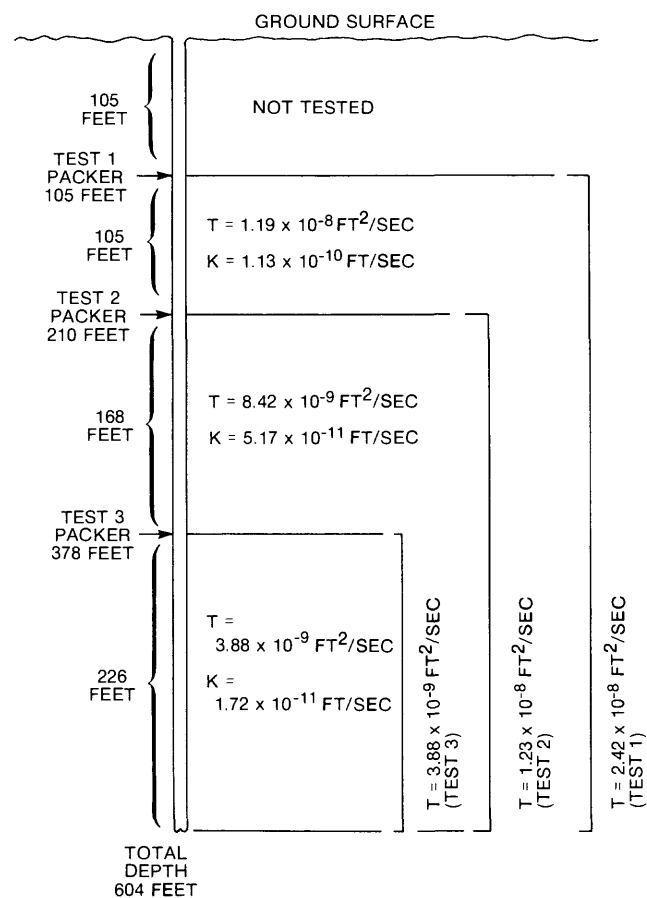 GROUND SURFACE
105
FEET
NOT TESTED
TEST 1
PACKER
105 FEET
105
FEET
T = 1.19 x 10⁻⁸ FT²/SEC
K = 1.13 x 10⁻¹⁰ FT/SEC
TEST 2
PACKER
210 FEET
168
FEET
T = 8.42 x 10⁻⁹ FT²/SEC
K = 5.17 x 10⁻¹¹ FT/SEC
TEST 3
PACKER
378 FEET
226
FEET
T =
3.88 x 10⁻⁹ FT²/SEC
K =
1.72 x 10⁻¹¹ FT/SEC
T = 3.88 x 10⁻⁹ FT²/SEC
(TEST 3)
T = 1.23 x 10⁻⁸ FT²/SEC
(TEST 2)
T = 2.42 x 10⁻⁸ FT²/SEC
(TEST 1)
TOTAL
DEPTH
604 FEET